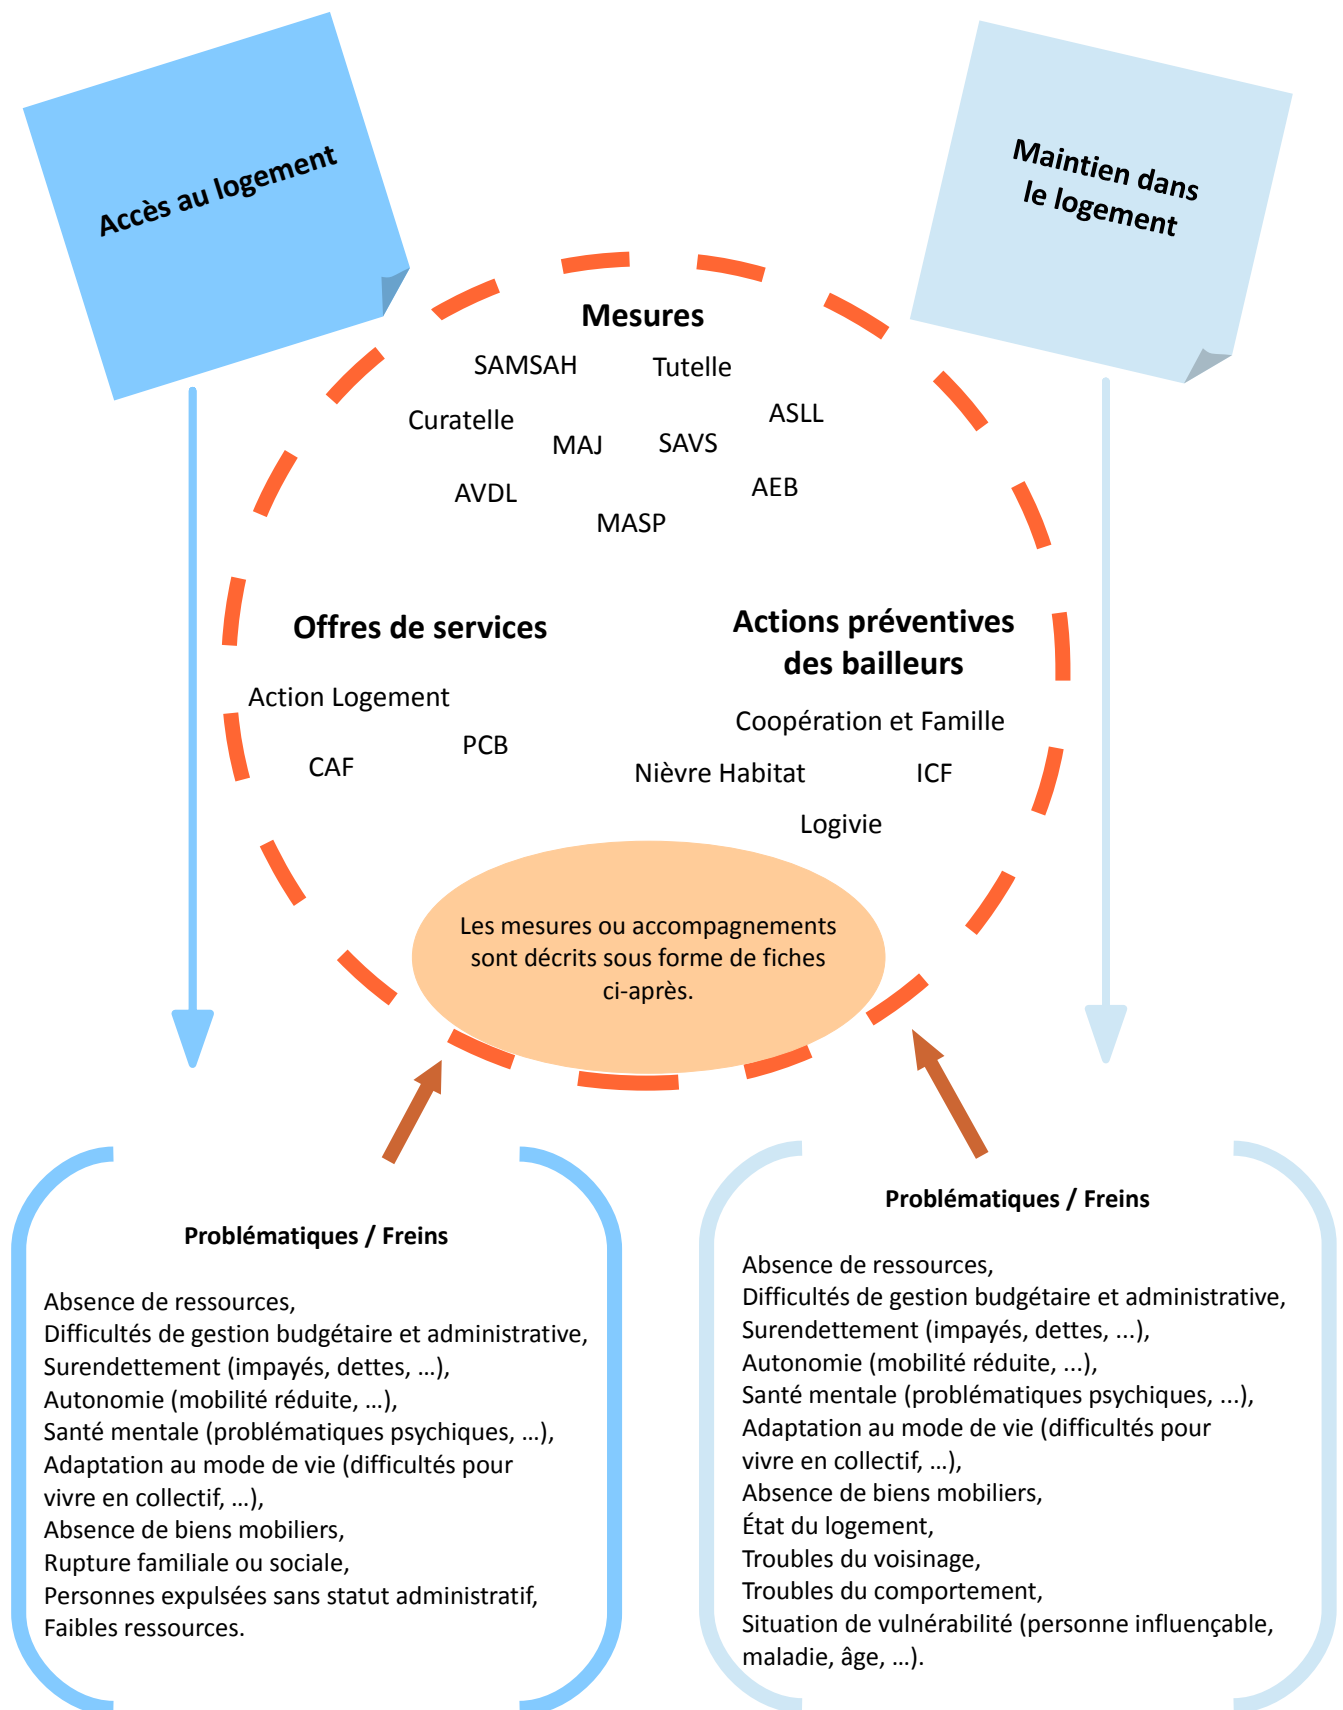 Accès au logement
Maintien dans
le logement
Mesures
SAMSAH
Tutelle
Curatelle
ASLL
MAJ
SAVS
AVDL
AEB
MASP
Offres de services
Action Logement
PCB
CAF
Actions préventives
des bailleurs
Coopération et Famille
Nièvre Habitat
ICF
Logivie
Les mesures ou accompagnements
sont décrits sous forme de fiches
ci-après.
Problématiques / Freins
Absence de ressources,
Difficultés de gestion budgétaire et administrative,
Surendettement (impayés, dettes, …),
Autonomie (mobilité réduite, …),
Santé mentale (problématiques psychiques, …),
Adaptation au mode de vie (difficultés pour
vivre en collectif, …),
Absence de biens mobiliers,
Rupture familiale ou sociale,
Personnes expulsées sans statut administratif,
Faibles ressources.
Problématiques / Freins
Absence de ressources,
Difficultés de gestion budgétaire et administrative,
Surendettement (impayés, dettes, ...),
Autonomie (mobilité réduite, ...),
Santé mentale (problématiques psychiques, ...),
Adaptation au mode de vie (difficultés pour
vivre en collectif, …),
Absence de biens mobiliers,
État du logement,
Troubles du voisinage,
Troubles du comportement,
Situation de vulnérabilité (personne influençable,
maladie, âge, …).